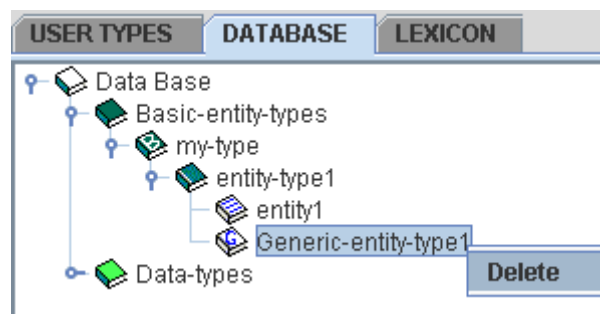 USER TYPES DATABASE LEXICON
Data Base
Basic-entity-types
my-type
entity-type1
entity1
Generic-entity-type1
Data-types Delete